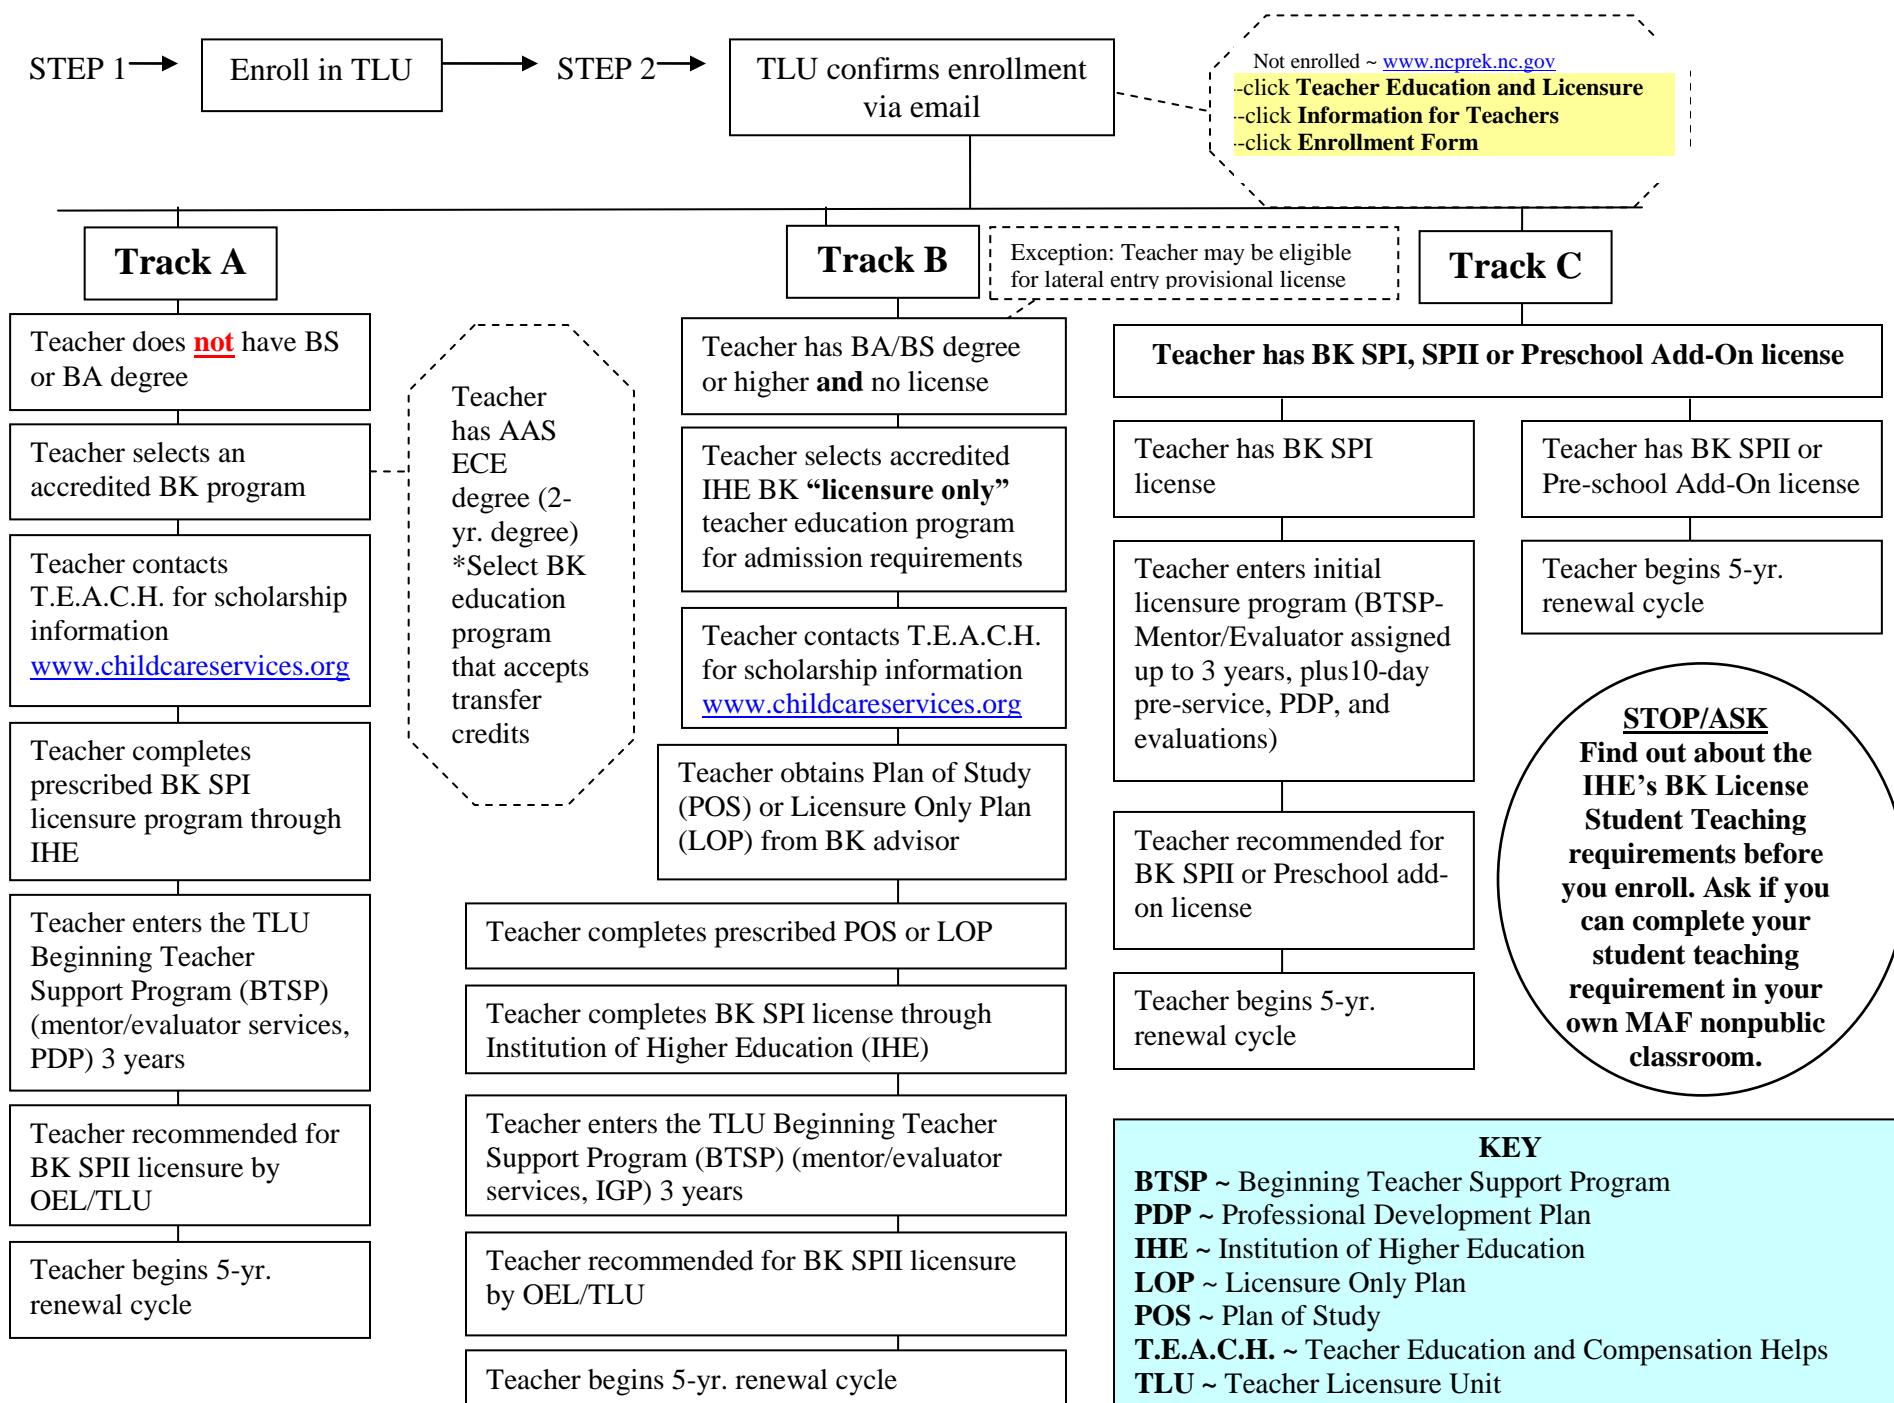 STEP 1
Enroll in TLU
STEP 2
TLU confirms enrollment
via email
Not enrolled ~ www.ncprek.nc.gov
--click Teacher Education and Licensure
--click Information for Teachers
--click Enrollment Form
Track A
Teacher does not have BS
or BA degree
Teacher selects an
accredited BK program
Teacher contacts
T.E.A.C.H. for scholarship
information
www.childcareservices.org
Teacher completes
prescribed BK SPI
licensure program through
IHE
Teacher enters the TLU
Beginning Teacher
Support Program (BTSP)
(mentor/evaluator services,
PDP) 3 years
Teacher recommended for
BK SPII licensure by
OEL/TLU
Teacher begins 5-yr.
renewal cycle
Teacher
has AAS
ECE
degree (2-
yr. degree)
*Select BK
education
program
that accepts
transfer
credits
Track B
Exception: Teacher may be eligible
for lateral entry provisional license
Teacher has BA/BS degree
or higher and no license
Teacher selects accredited
IHE BK “licensure only”
teacher education program
for admission requirements
Teacher contacts T.E.A.C.H.
for scholarship information
www.childcareservices.org
Teacher obtains Plan of Study
(POS) or Licensure Only Plan
(LOP) from BK advisor
Teacher completes prescribed POS or LOP
Teacher completes BK SPI license through
Institution of Higher Education (IHE)
Teacher enters the TLU Beginning Teacher
Support Program (BTSP) (mentor/evaluator
services, IGP) 3 years
Teacher recommended for BK SPII licensure
by OEL/TLU
Teacher begins 5-yr. renewal cycle
Track C
Teacher has BK SPI, SPII or Preschool Add-On license
Teacher has BK SPI
license
Teacher enters initial
licensure program (BTSP-
Mentor/Evaluator assigned
up to 3 years, plus10-day
pre-service, PDP, and
evaluations)
Teacher recommended for
BK SPII or Preschool add-
on license
Teacher begins 5-yr.
renewal cycle
Teacher has BK SPII or
Pre-school Add-On license
Teacher begins 5-yr.
renewal cycle
STOP/ASK
Find out about the
IHE’s BK License
Student Teaching
requirements before
you enroll. Ask if you
can complete your
student teaching
requirement in your
own MAF nonpublic
classroom.
KEY
BTSP ~ Beginning Teacher Support Program
PDP ~ Professional Development Plan
IHE ~ Institution of Higher Education
LOP ~ Licensure Only Plan
POS ~ Plan of Study
T.E.A.C.H. ~ Teacher Education and Compensation Helps
TLU ~ Teacher Licensure Unit